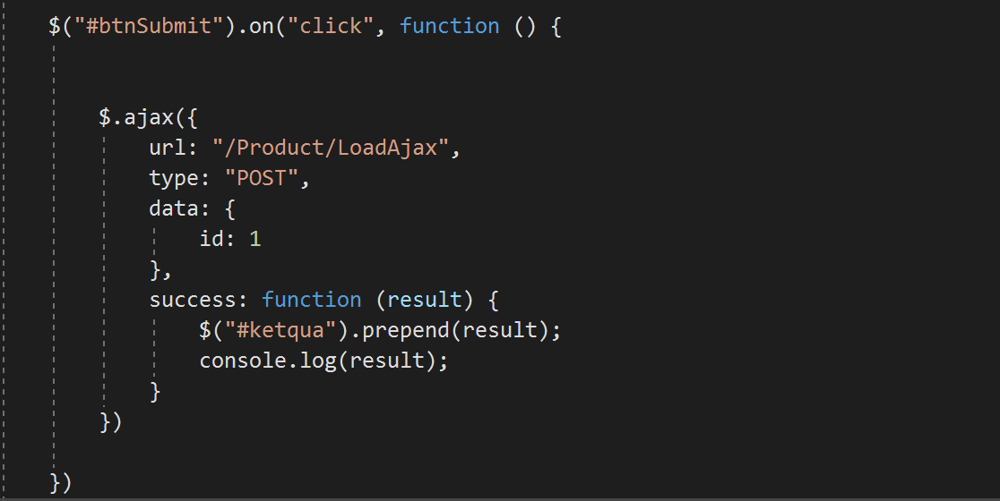 $("#btnSubmit").on("click", function () {
$.ajax({
url: "/Product/LoadAjax",
type: "POST",
data: {
id: 1
},
success: function (result) {
$("#ketqua").prepend(result);
console.log(result);
}
})
})